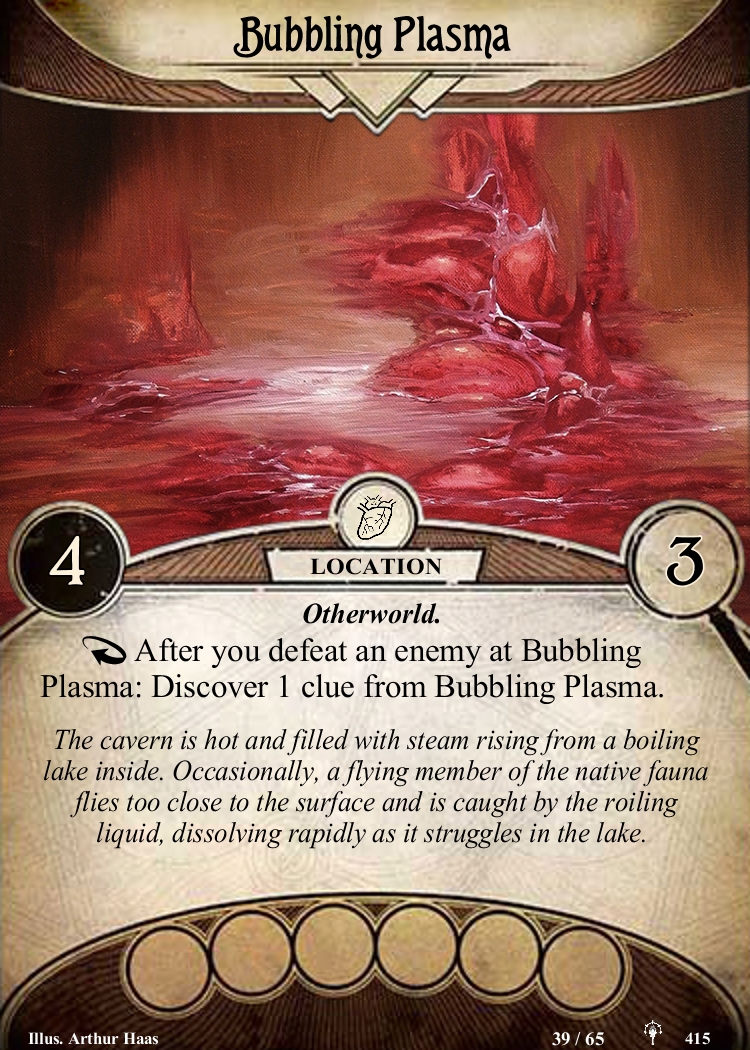 Bubbling Plasma
4
LOCATION
3
Otherworld.
After you defeat an enemy at Bubbling
Plasma: Discover 1 clue from Bubbling Plasma.
The cavern is hot and filled with steam rising from a boiling
lake inside. Occasionally, a flying member of the native fauna
flies too close to the surface and is caught by the roiling
liquid, dissolving rapidly as it struggles in the lake.
Illus. Arthur Haas
39 / 65
415